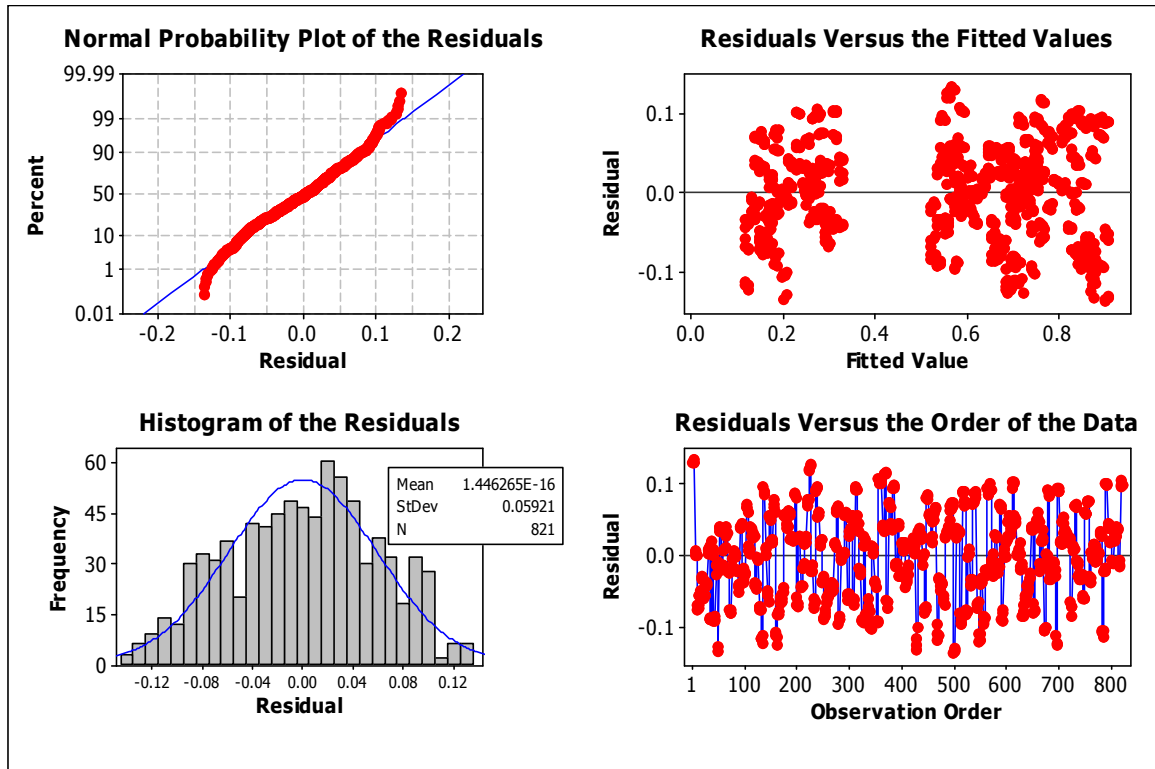 Normal Probability Plot of the Residuals
99.99
99
90
50
10
1
0.01
Percent
-0.2 -0.1 0.0 0.1 0.2
Residual
Residuals Versus the Fitted Values
0.1
0.0
-0.1
Residual
0.0 0.2 0.4 0.6 0.8
Fitted Value
Histogram of the Residuals
60
45
30
15
0
Frequency
Mean 1.446265E-16
StDev 0.05921
N 821
-0.12 -0.08 -0.04 0.00 0.04 0.08 0.12
Residual
Residuals Versus the Order of the Data
0.1
0.0
-0.1
Residual
1 100 200 300 400 500 600 700 800
Observation Order